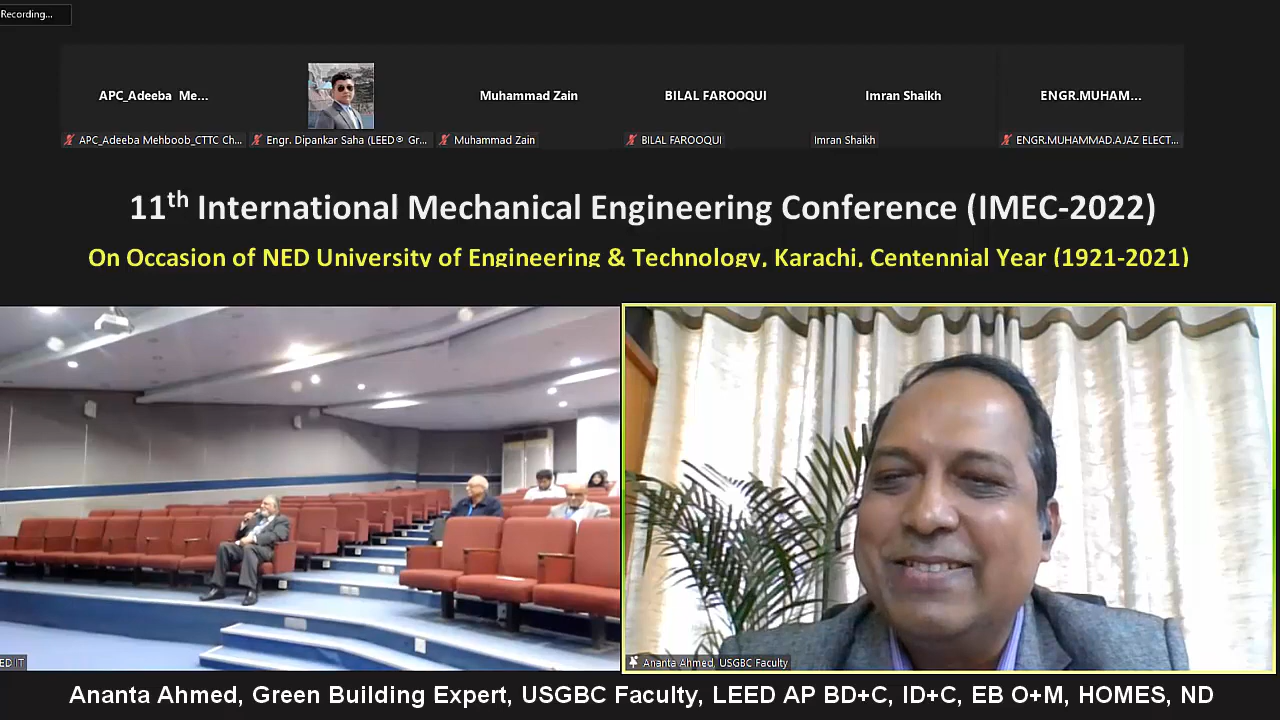 Recording...
APC_Adeeba Me...
Muhammad Zain
BILAL FAROOQUI
Imran Shaikh
ENGR.MUHAM...
APC_Adeeba Mehboob_CTTC Ch...
Engr. Dipankar Saha (LEED® Gr...
Muhammad Zain
BILAL FAROOQUI
Imran Shaikh
ENGR.MUHAMMAD.AJAZ ELECT...
11th International Mechanical Engineering Conference (IMEC-2022)
On Occasion of NED University of Engineering & Technology, Karachi, Centennial Year (1921-2021)
ED IT
Ananta Ahmed, USGBC Faculty
Ananta Ahmed, Green Building Expert, USGBC Faculty, LEED AP BD+C, ID+C, EB O+M, HOMES, ND